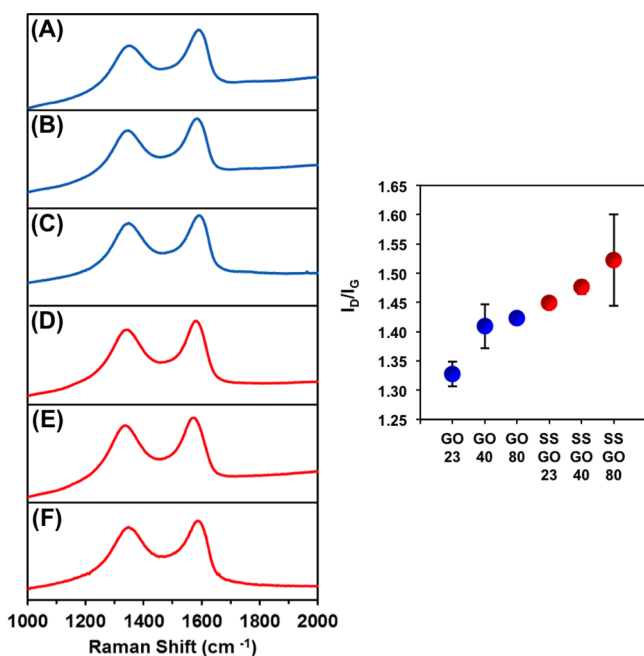 (A)
(B)
(C)
(D)
(E)
(F)
1000 1200 1400 1600 1800 2000
Raman Shift (cm -1)
1.65
1.60
1.55
1.50
1.45
1.40
1.35
1.30
1.25
I_D/I_G
GO GO GO SS SS SS
23 40 80 GO GO GO
23 40 80